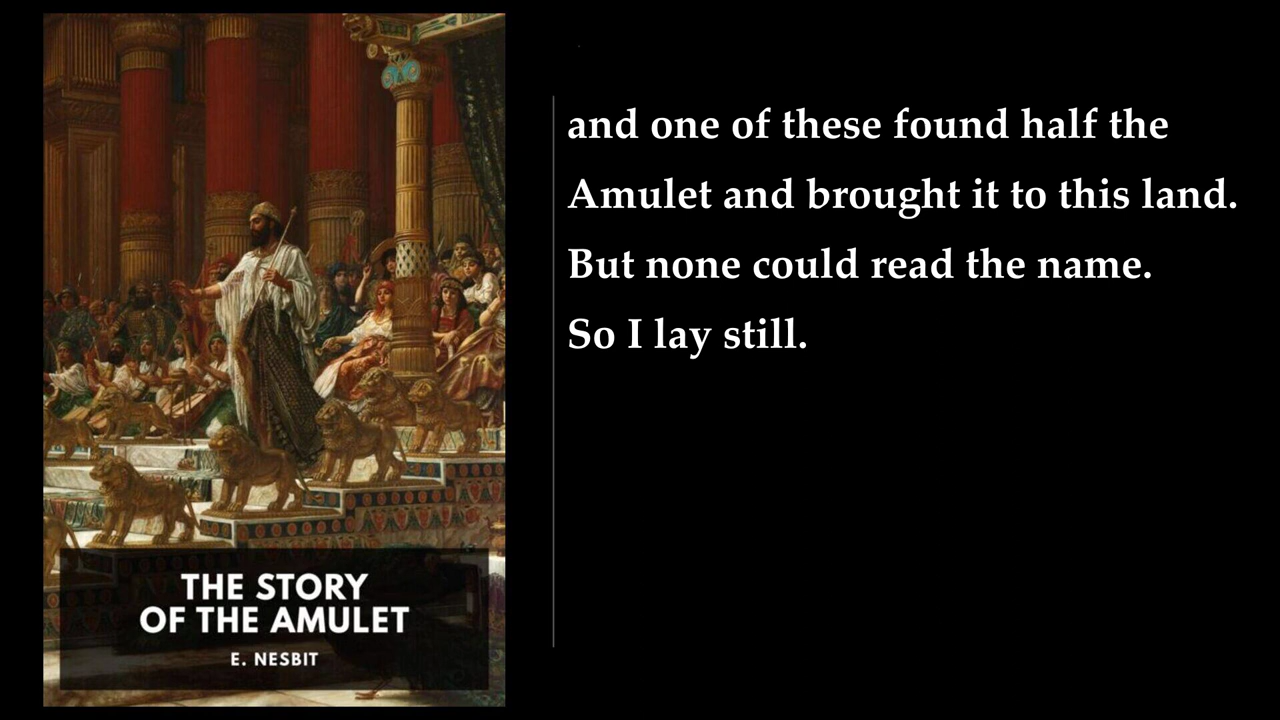 and one of these found half the
Amulet and brought it to this land.
But none could read the name.
So I lay still.
THE STORY
OF THE AMULET
E. NESBIT